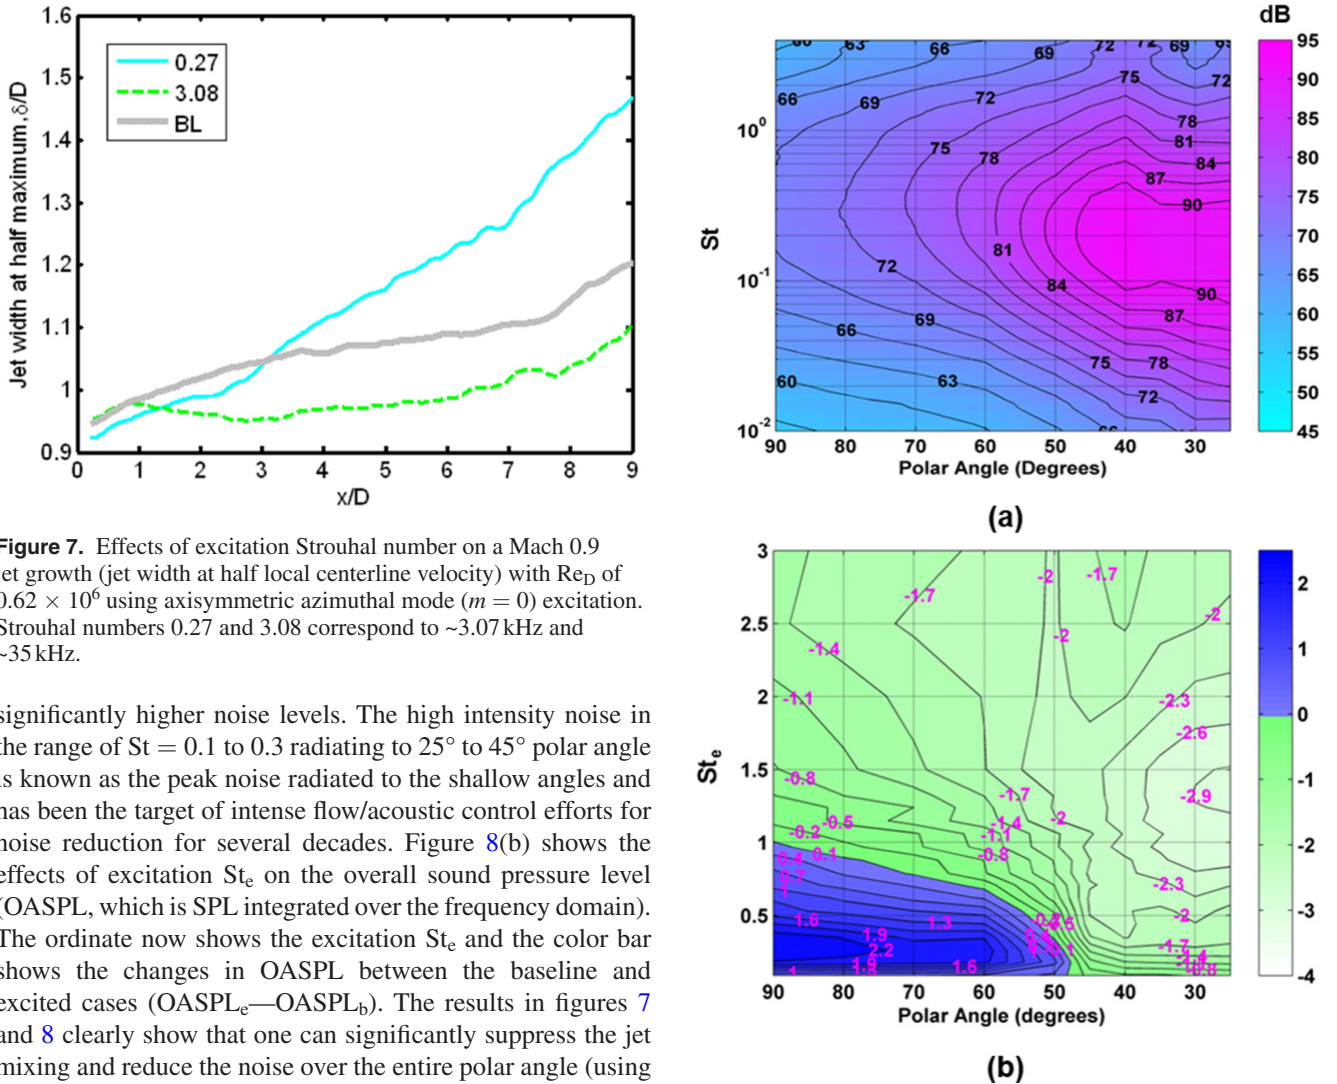 1.6
1.5
1.4
1.3
1.2
1.1
1
0.9
Jet width at half maximum, δ/D
0.27
3.08
BL
0 1 2 3 4 5 6 7 8 9
x/D
Figure 7. Effects of excitation Strouhal number on a Mach 0.9
jet growth (jet width at half local centerline velocity) with Re_D of
0.62 × 10⁶ using axisymmetric azimuthal mode (m = 0) excitation.
Strouhal numbers 0.27 and 3.08 correspond to ~3.07 kHz and
~35 kHz.
significantly higher noise levels. The high intensity noise in
the range of St = 0.1 to 0.3 radiating to 25° to 45° polar angle
is known as the peak noise radiated to the shallow angles and
has been the target of intense flow/acoustic control efforts for
noise reduction for several decades. Figure 8(b) shows the
effects of excitation St_e on the overall sound pressure level
(OASPL, which is SPL integrated over the frequency domain).
The ordinate now shows the excitation St_e and the color bar
shows the changes in OASPL between the baseline and
excited cases (OASPL_e—OASPL_b). The results in figures 7
and 8 clearly show that one can significantly suppress the jet
mixing and reduce the noise over the entire polar angle (using
dB
95
90
85
80
75
70
65
60
55
50
45
St
10⁰
10⁻¹
10⁻²
60 63 66 69 72 72 69
66 69 72 75 72
75 78 78
81
84
87
90
72 81 84 90
66 69 87
75 78
60 63 72
66
90 80 70 60 50 40 30
Polar Angle (Degrees)
(a)
St_e
3
2.5
2
1.5
1
0.5
-1.7 -2 -1.7 -2
-1.4 -2
-1.1 -2.3
-2.6
-0.8 -1.7 -2.9
-0.5 -1.4 -2
-0.2 -1.1
0.4 0.1 -0.8
0.7 -2.3
1
1.6 1.3 -2
1.9 -1.7
2.2 -1.4
1.6
1
90 80 70 60 50 40 30
Polar Angle (degrees)
2
1
0
-1
-2
-3
-4
(b)